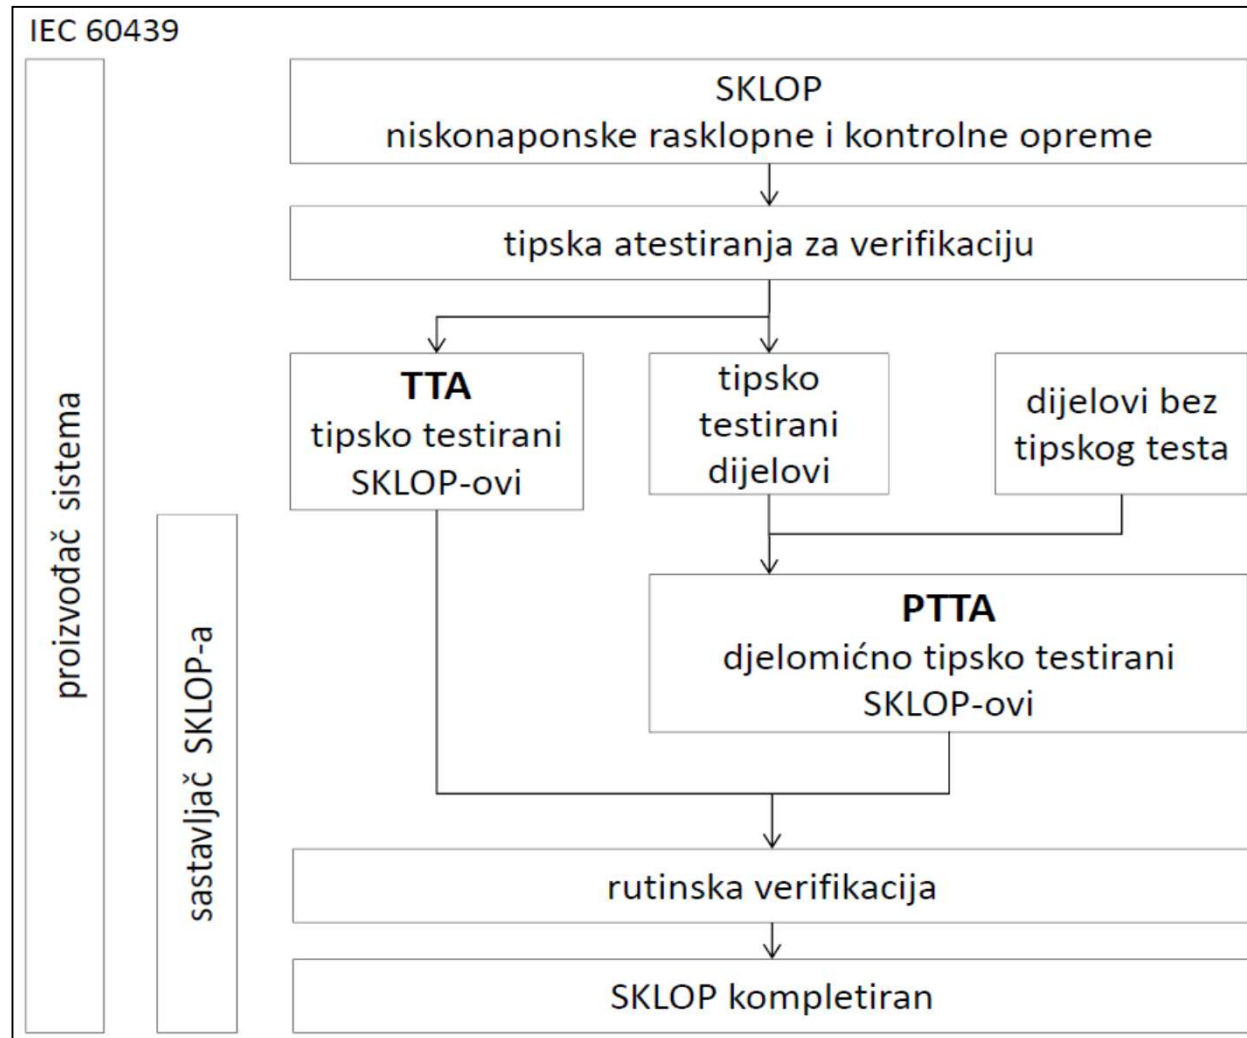 IEC 60439
SKLOP
niskonaponske rasklopne i kontrolne opreme
tipska atestiranja za verifikaciju
TTA
tipsko testirani
SKLOP-ovi
tipsko
testirani
dijelovi
dijelovi bez
tipskog testa
PTTA
djelomićno tipsko testirani
SKLOP-ovi
rutinska verifikacija
SKLOP kompletiran
proizvođač sistema
sastavljač SKLOP-a